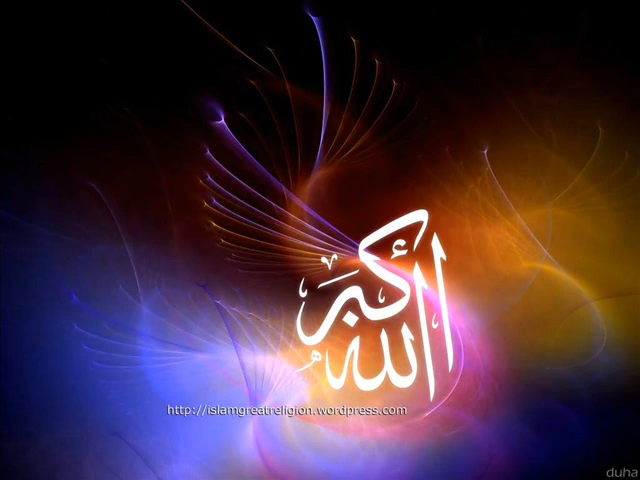 الله أكبر
http://islamgreatreligion.wordpress.com
duha